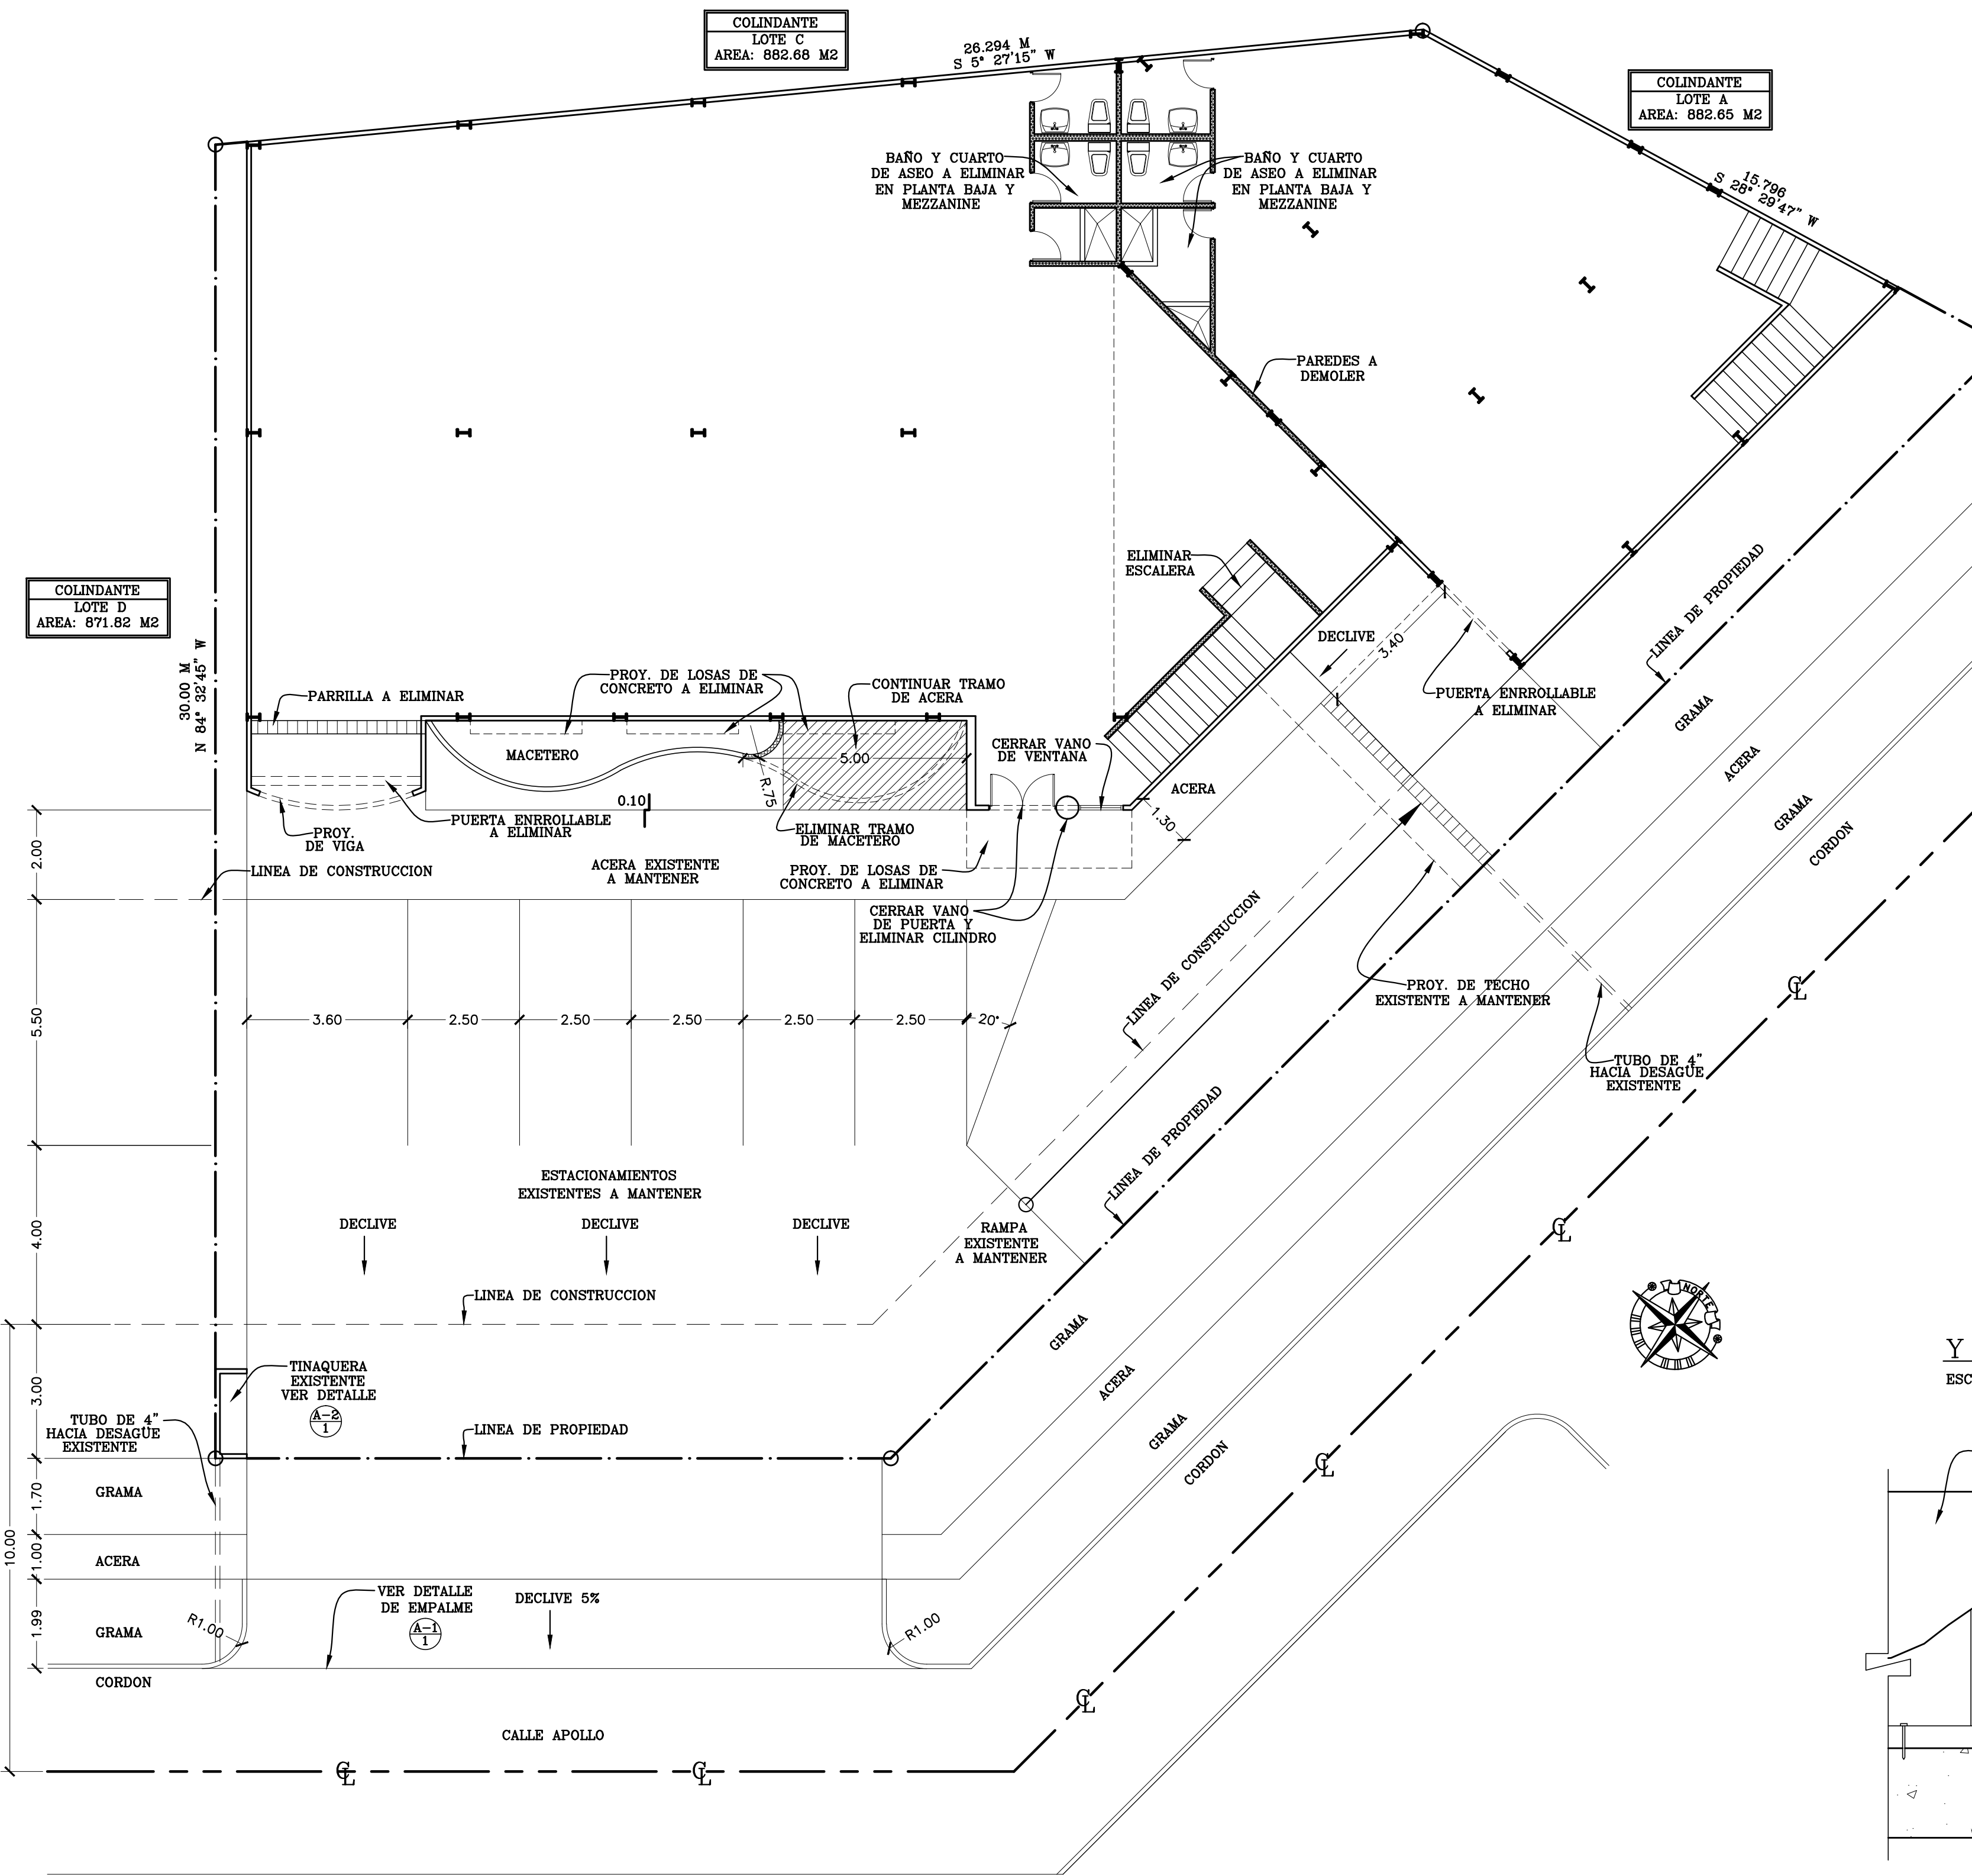 COLINDANTE
LOTE C
AREA: 882.68 M2
26.294 M
S 5° 27'15" W
COLINDANTE
LOTE A
AREA: 882.65 M2
15.796
S 28° 29'47" W
BAÑO Y CUARTO
DE ASEO A ELIMINAR
EN PLANTA BAJA Y
MEZZANINE
BAÑO Y CUARTO
DE ASEO A ELIMINAR
EN PLANTA BAJA Y
MEZZANINE
PAREDES A
DEMOLER
COLINDANTE
LOTE D
AREA: 871.82 M2
30.00 M
N 84° 32'45" W
ELIMINAR
ESCALERA
DECLIVE
3.40
LINEA DE PROPIEDAD
PUERTA ENRROLLABLE
A ELIMINAR
GRAMA
ACERA
GRAMA
CORDON
PARRILLA A ELIMINAR
PROY. DE LOSAS DE
CONCRETO A ELIMINAR
CONTINUAR TRAMO
DE ACERA
MACETERO
5.00
R.75
CERRAR VANO
DE VENTANA
ACERA
1.30
0.10
PUERTA ENRROLLABLE
A ELIMINAR
PROY.
DE VIGA
ELIMINAR TRAMO
DE MACETERO
2.00
LINEA DE CONSTRUCCION
ACERA EXISTENTE
A MANTENER
PROY. DE LOSAS DE
CONCRETO A ELIMINAR
CERRAR VANO
DE PUERTA Y
ELIMINAR CILINDRO
LINEA DE CONSTRUCCION
PROY. DE TECHO
EXISTENTE A MANTENER
CL
5.50
3.60
2.50
2.50
2.50
2.50
2.50
20°
TUBO DE 4"
HACIA DESAGÜE
EXISTENTE
LINEA DE PROPIEDAD
ESTACIONAMIENTOS
EXISTENTES A MANTENER
4.00
DECLIVE
DECLIVE
DECLIVE
RAMPA
EXISTENTE
A MANTENER
CL
LINEA DE CONSTRUCCION
NORTE
GRAMA
Y
ESC
TINAQUERA
EXISTENTE
VER DETALLE
A-2
1
3.00
ACERA
TUBO DE 4"
HACIA DESAGÜE
EXISTENTE
LINEA DE PROPIEDAD
GRAMA
CORDON
CL
GRAMA
1.70
10.00
ACERA
1.00
VER DETALLE
DE EMPALME
A-1
1
DECLIVE 5%
GRAMA
1.99
R1.00
R1.00
CORDON
CL
CALLE APOLLO
CL
CL